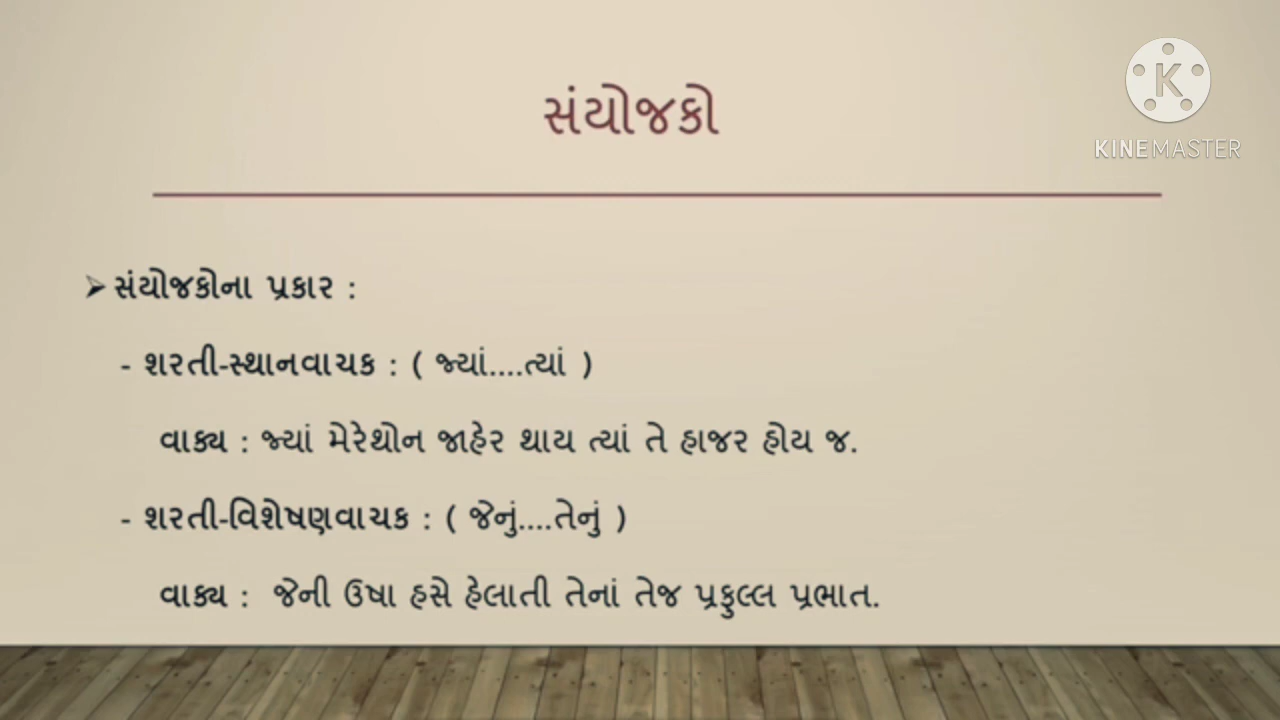 સંયોજકો
K
KINEMASTER
➢ સંયોજકોના પ્રકાર :
- શરતી-સ્થાનવાચક : ( જ્યાં....ત્યાં )
વાક્ય : જ્યાં મેરેથોન જાહેર થાય ત્યાં તે હાજર હોય જ.
- શરતી-વિશેષણવાચક : ( જેનું....તેનું )
વાક્ય : જેની ઉષા હસે હેલાતી તેનાં તેજ પ્રફુલ્લ પ્રભાત.